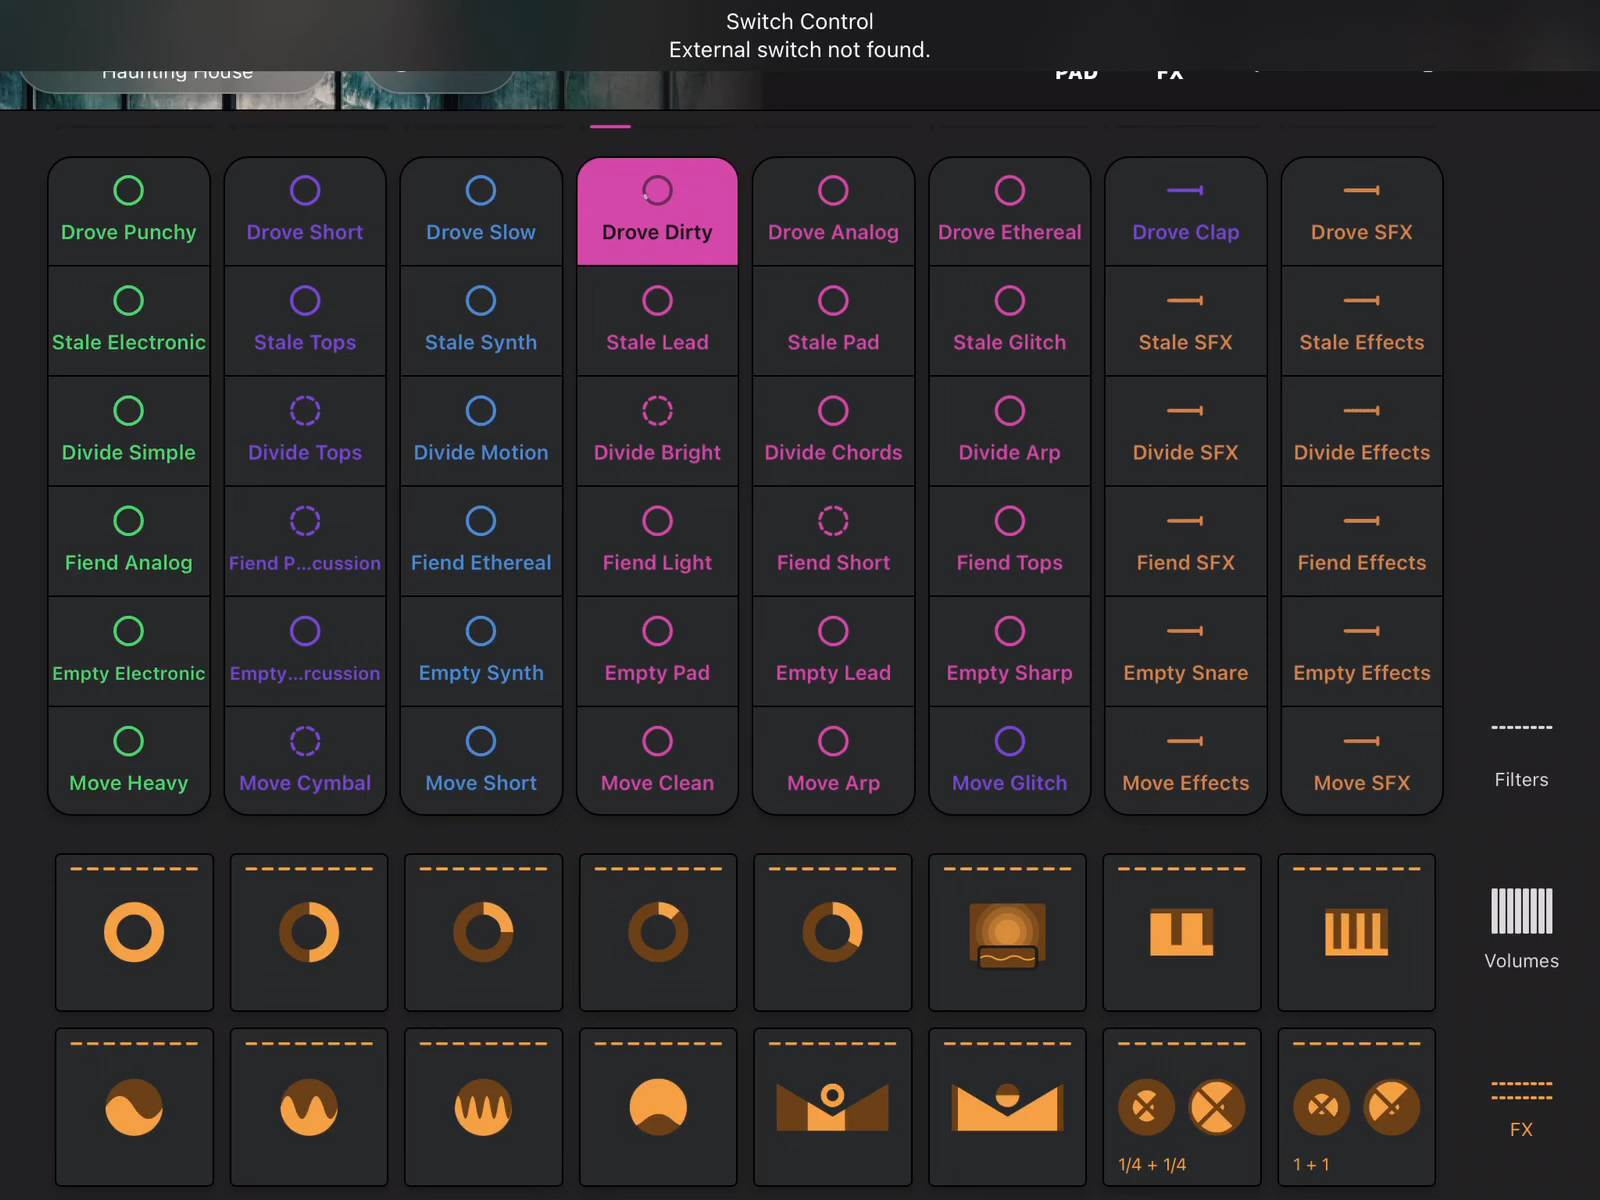 Switch Control
External switch not found.
Haunting House
PAD FX
Drove Punchy Drove Short Drove Slow Drove Dirty Drove Analog Drove Ethereal Drove Clap Drove SFX
Stale Electronic Stale Tops Stale Synth Stale Lead Stale Pad Stale Glitch Stale SFX Stale Effects
Divide Simple Divide Tops Divide Motion Divide Bright Divide Chords Divide Arp Divide SFX Divide Effects
Fiend Analog Fiend P...cussion Fiend Ethereal Fiend Light Fiend Short Fiend Tops Fiend SFX Fiend Effects
Empty Electronic Empty...rcussion Empty Synth Empty Pad Empty Lead Empty Sharp Empty Snare Empty Effects
Move Heavy Move Cymbal Move Short Move Clean Move Arp Move Glitch Move Effects Move SFX
Filters
Volumes
FX
1/4 + 1/4 1 + 1